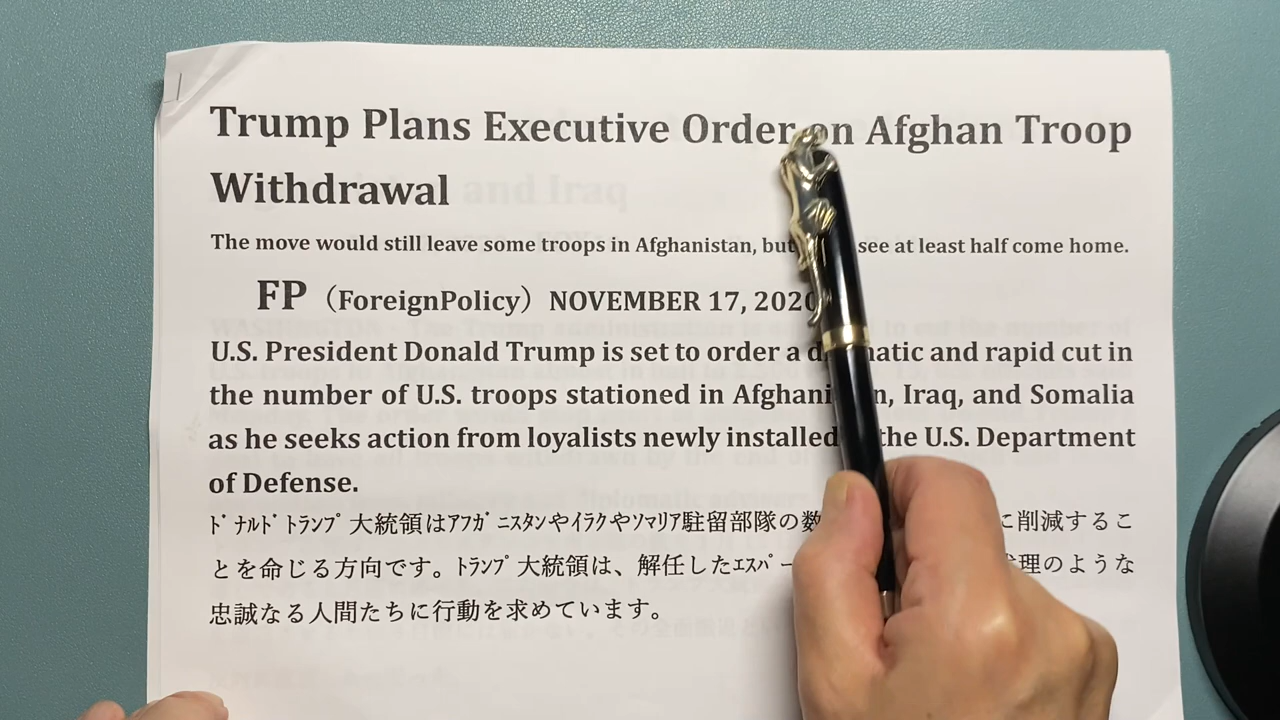 Trump Plans Executive Order on Afghan Troop
Withdrawal
The move would still leave some troops in Afghanistan, but see at least half come home.
FP（ForeignPolicy）NOVEMBER 17, 2020
U.S. President Donald Trump is set to order a dramatic and rapid cut in
the number of U.S. troops stationed in Afghanistan, Iraq, and Somalia
as he seeks action from loyalists newly installed the U.S. Department
of Defense.
ﾄﾞﾅﾙﾄﾞﾄﾗﾝﾌﾟ大統領はｱﾌｶﾞﾆｽﾀﾝやｲﾗｸやｿﾏﾘｱ駐留部隊の数 に削減するこ
とを命じる方向です。ﾄﾗﾝﾌﾟ大統領は、解任したｴｽﾊﾟｰ 理のような
忠誠なる人間たちに行動を求めています。